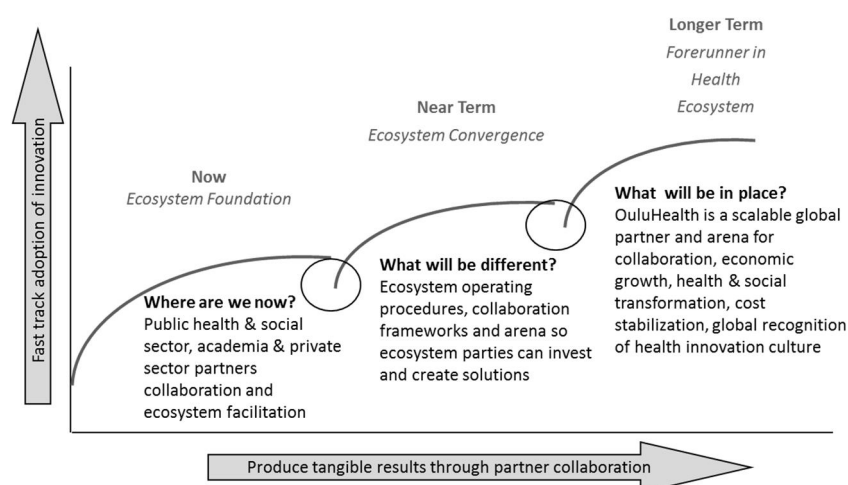 Longer Term
Forerunner in
Health
Ecosystem
Near Term
Ecosystem Convergence
Now
Ecosystem Foundation
Fast track adoption of innovation
Where are we now?
Public health & social
sector, academia & private
sector partners
collaboration and
ecosystem facilitation
What will be different?
Ecosystem operating
procedures, collaboration
frameworks and arena so
ecosystem parties can invest
and create solutions
What  will be in place?
OuluHealth is a scalable global
partner and arena for
collaboration, economic
growth, health & social
transformation, cost
stabilization, global recognition
of health innovation culture
Produce tangible results through partner collaboration